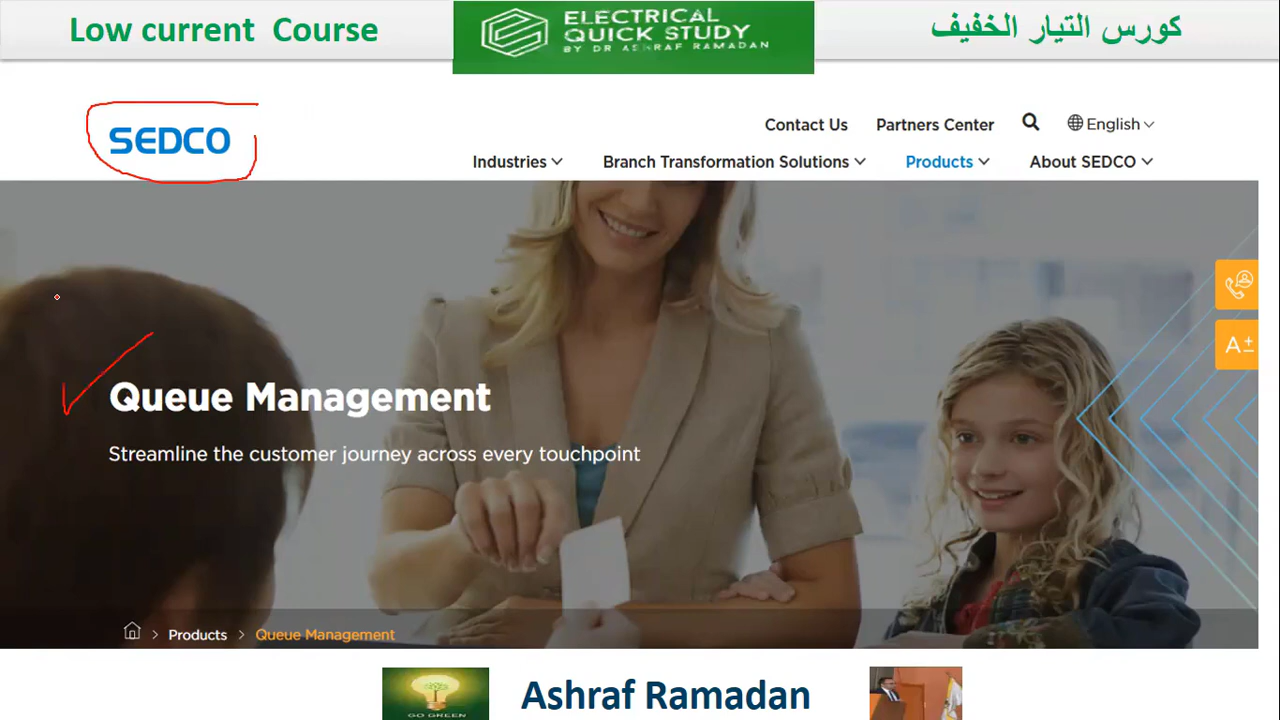 Low current Course
ELECTRICAL
QUICK STUDY
BY DR ASHRAF RAMADAN
كورس التيار الخفيف
SEDCO
Contact Us
Partners Center
English
Industries
Branch Transformation Solutions
Products
About SEDCO
A±
Queue Management
Streamline the customer journey across every touchpoint
Products > Queue Management
GO GREEN
Ashraf Ramadan